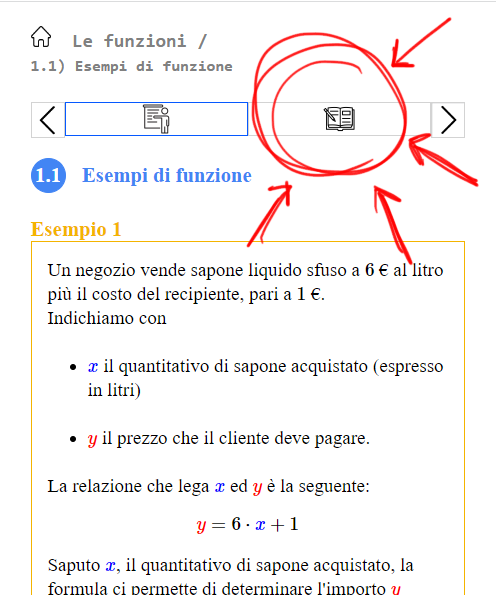 Le funzioni /
1.1) Esempi di funzione
1.1 Esempi di funzione
Esempio 1
Un negozio vende sapone liquido sfuso a 6 € al litro
più il costo del recipiente, pari a 1 €.
Indichiamo con
• x il quantitativo di sapone acquistato (espresso
in litri)
• y il prezzo che il cliente deve pagare.
La relazione che lega x ed y è la seguente:
y = 6 · x + 1
Saputo x, il quantitativo di sapone acquistato, la
formula ci permette di determinare l'importo y